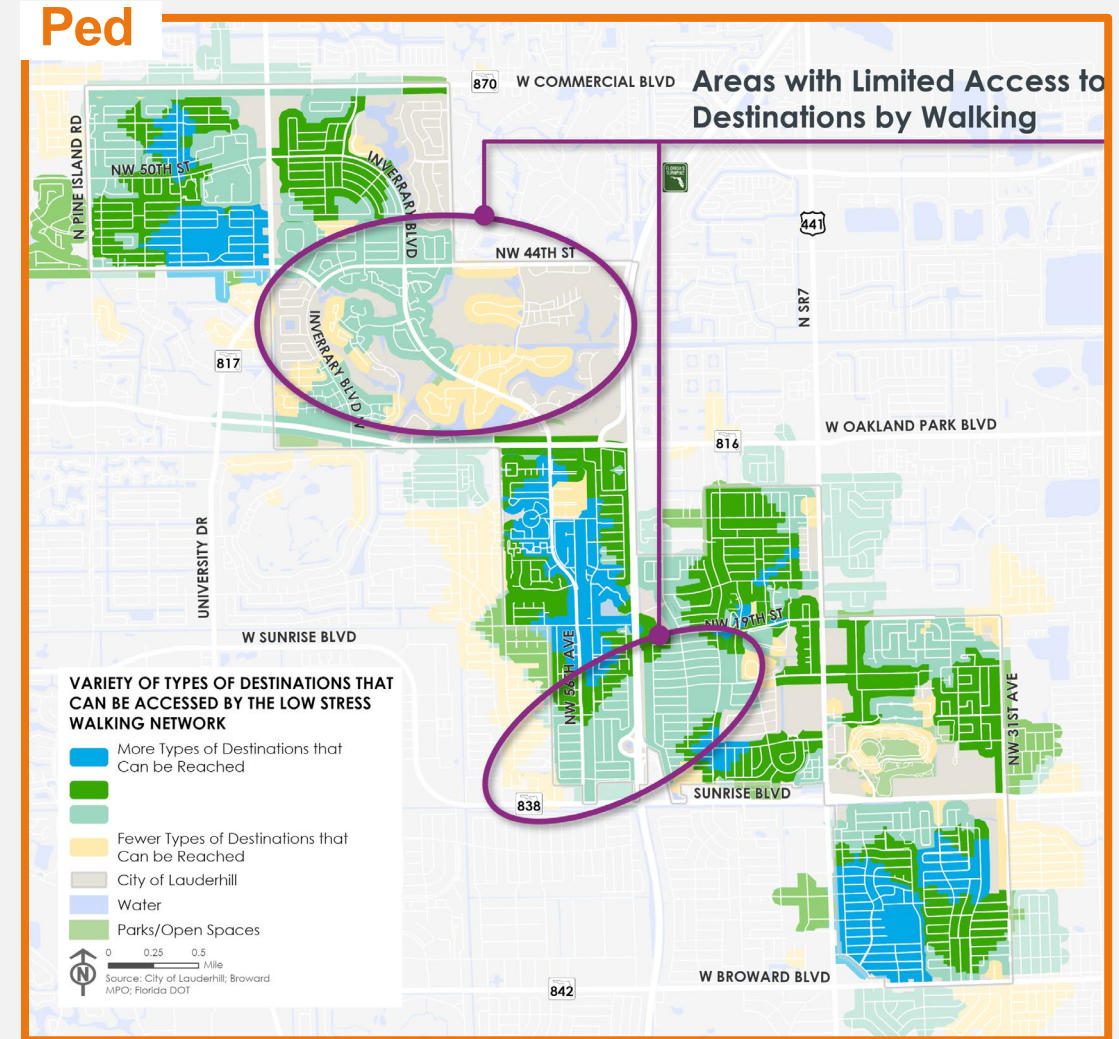 Ped
870
W COMMERCIAL BLVD
Areas with Limited Access to
Destinations by Walking
N PINE ISLAND RD
NW 50TH ST
INVERRARY BLVD
441
NW 44TH ST
N SR7
INVERRARY BLVD W
817
W OAKLAND PARK BLVD
816
UNIVERSITY DR
NW 19TH ST
W SUNRISE BLVD
NW 56TH AVE
NW 31ST AVE
SUNRISE BLVD
838
W BROWARD BLVD
842
VARIETY OF TYPES OF DESTINATIONS THAT
CAN BE ACCESSED BY THE LOW STRESS
WALKING NETWORK
More Types of Destinations that
Can be Reached
Fewer Types of Destinations that
Can be Reached
City of Lauderhill
Water
Parks/Open Spaces
0 0.25 0.5
Mile
N
Source: City of Lauderhill; Broward
MPO; Florida DOT